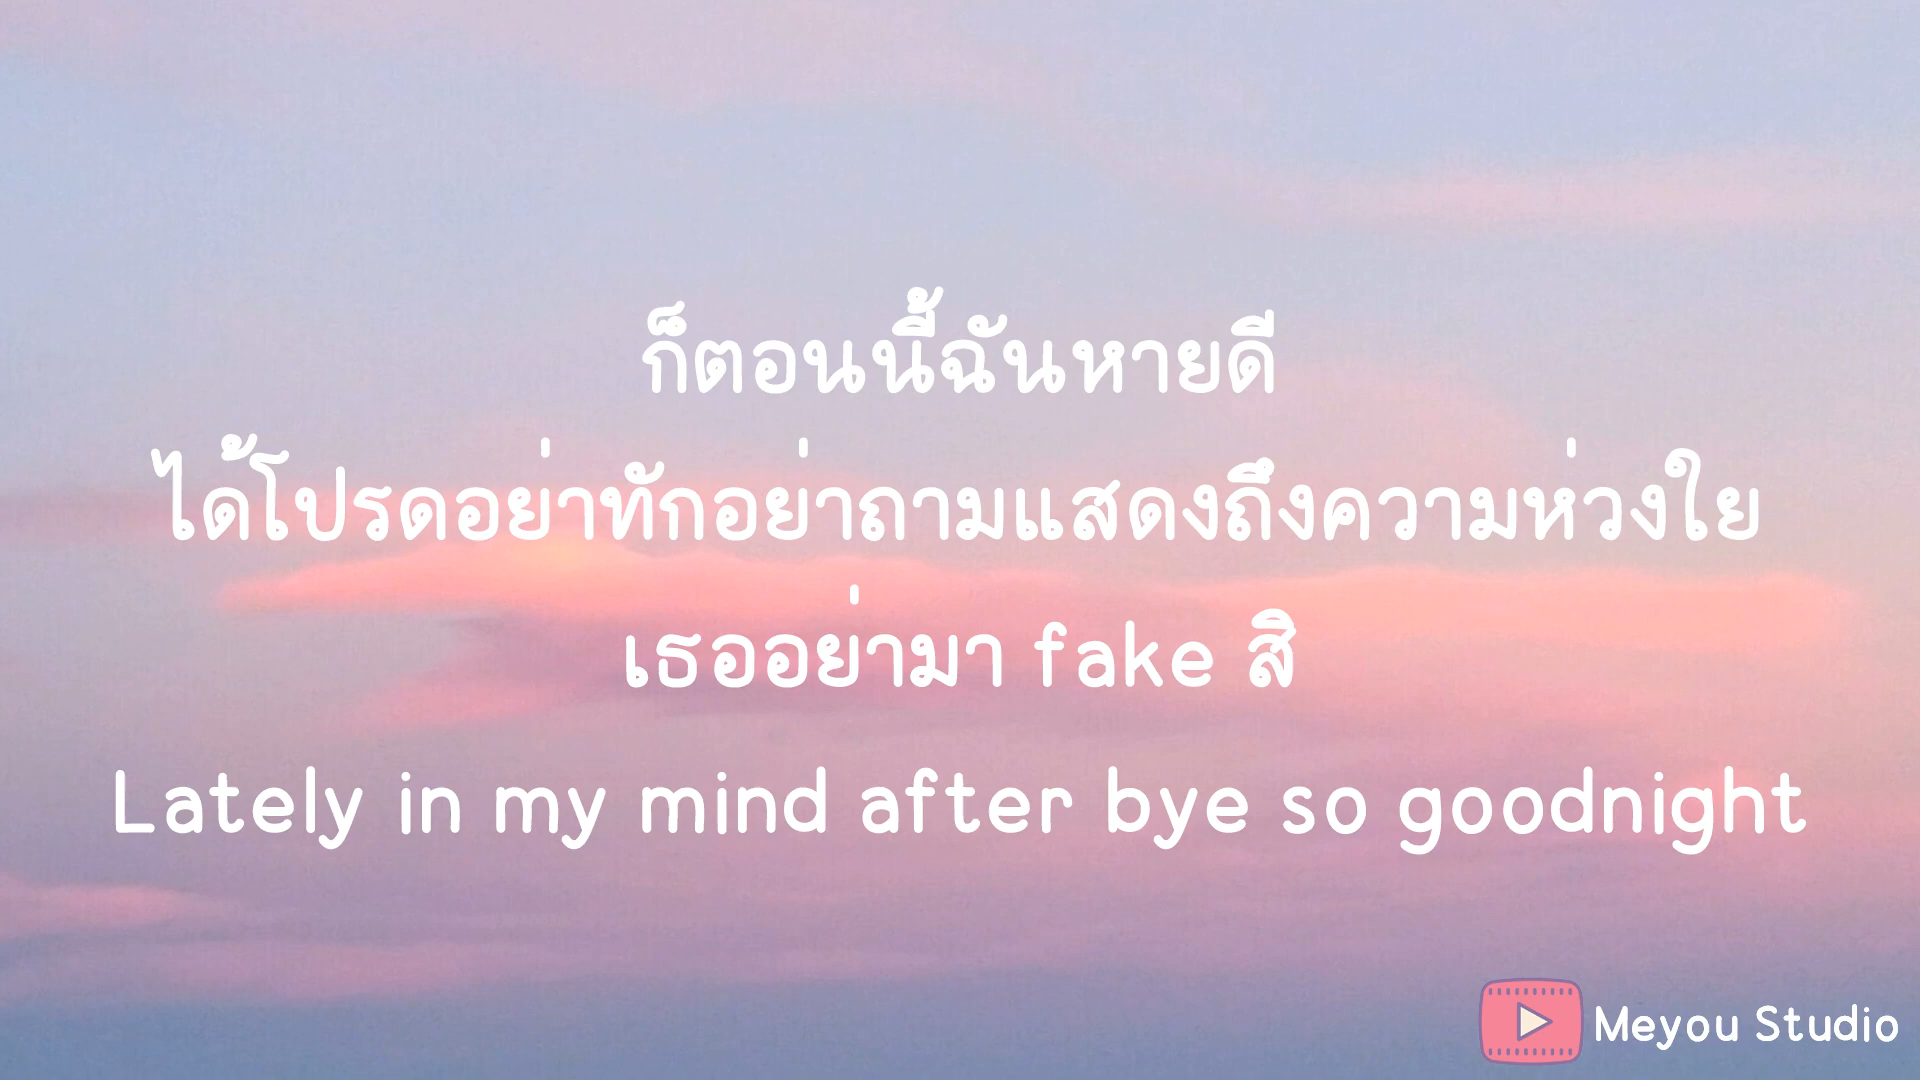 ก็ตอนนี้ฉันหายดี
ได้โปรดอย่าทักอย่าถามแสดงถึงความห่วงใย
เธออย่ามา fake สิ
Lately in my mind after bye so goodnight
Meyou Studio